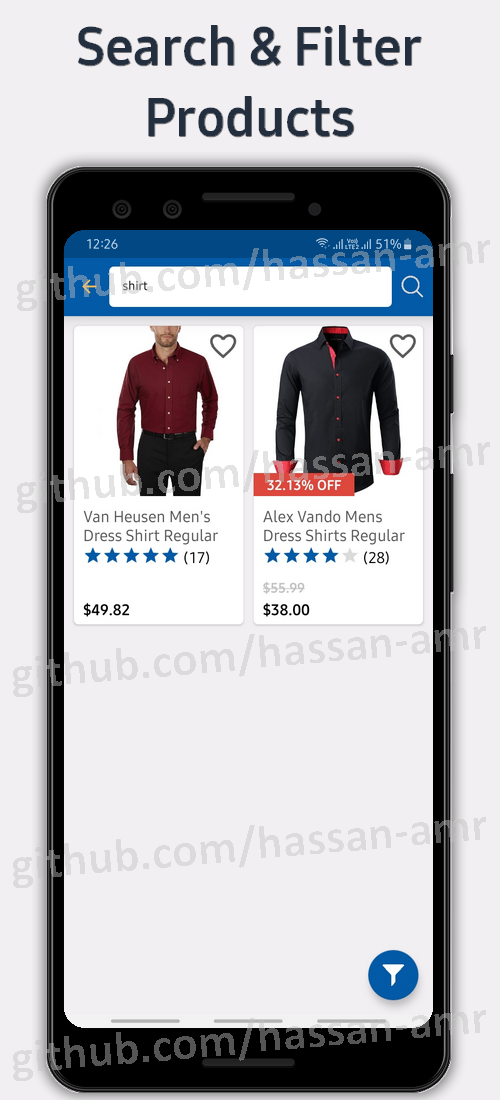 Search & Filter
Products
12:26
Vo))
LTE2
51%
github.com/hassan-amr
shirt
32.13% OFF
github.com/hassan-amr
Van Heusen Men's
Dress Shirt Regular
(17)
$49.82
Alex Vando Mens
Dress Shirts Regular
(28)
$55.99
$38.00
github.com/hassan-amr
github.com/hassan-amr
github.com/hassan-amr